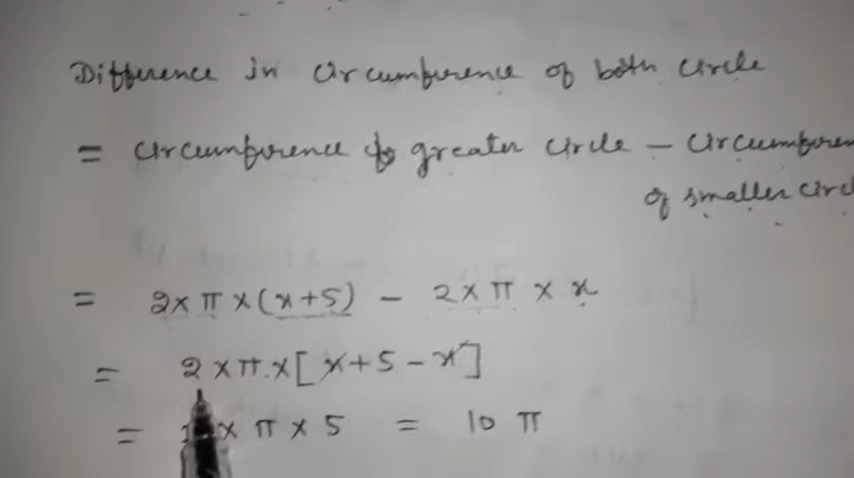 Difference in circumference of both circle
= circumference of greater circle - circumferen
of smaller circl
= 2 × π × (x+5) - 2 × π × x
= 2 × π × [x + 5 - x]
= × π × 5 = 10 π